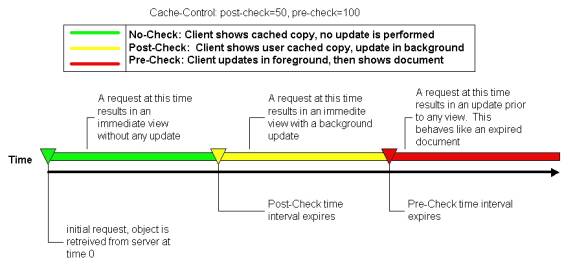 Cache-Control: post-check=50, pre-check=100
No-Check: Client shows cached copy, no update is performed
Post-Check:  Client shows user cached copy, update in background
Pre-Check: Client updates in foreground, then shows document
A request at this time
results in an
immediate view
without any update
A request at this time
results in an immedite
view with a background
update
A request at this time
results in an update prior
to any view.  This
behaves like an expired
document
Time
initial request, object is
retreived from server at
time 0
Post-Check time
interval expires
Pre-Check time interval
expires